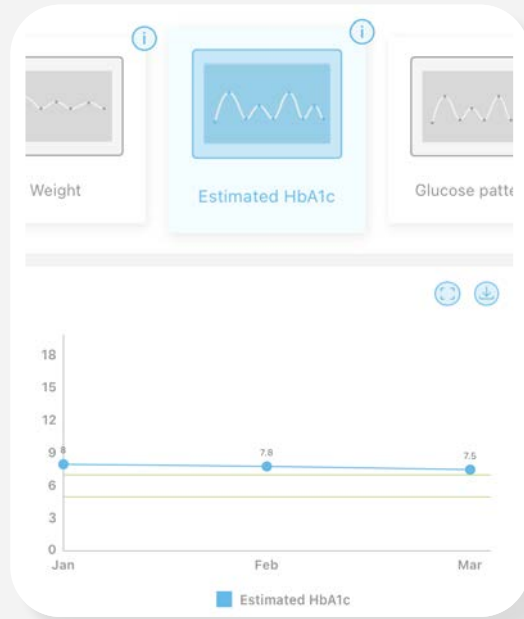 i
i
Weight
Estimated HbA1c
Glucose patte
18
15
12
9
6
3
0
8
7.8
7.5
Jan
Feb
Mar
Estimated HbA1c